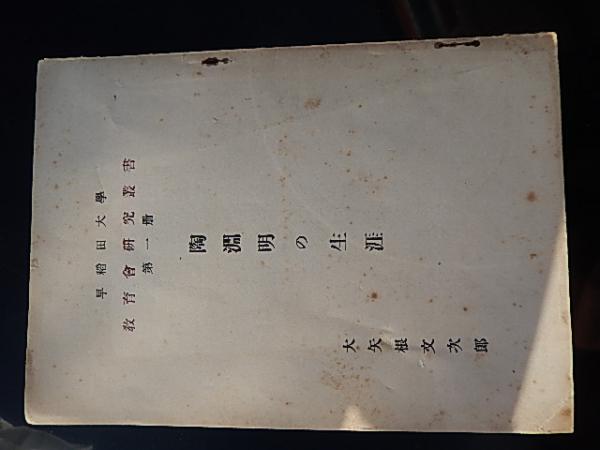 早稻田大學
教育會研究叢書
第一册
陶淵明の生涯
大矢根文次郎